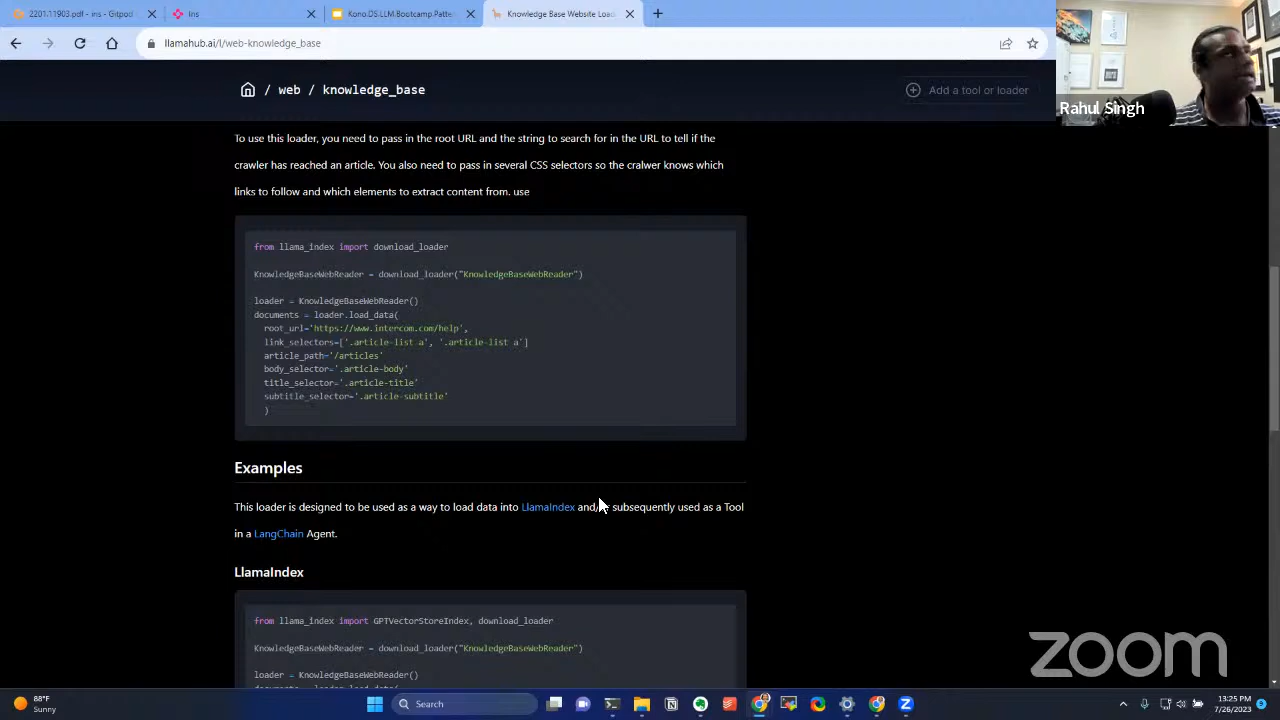 2201.11903.pdf - iris - Gitpod
Iris
Kono.DS.LLM.Bootcamp.Patter
Knowledge Base Website Load
llamahub.ai/l/web-knowledge_base
/ web / knowledge_base
Add a tool or loader
Rahul Singh
To use this loader, you need to pass in the root URL and the string to search for in the URL to tell if the
crawler has reached an article. You also need to pass in several CSS selectors so the cralwer knows which
links to follow and which elements to extract content from. use
from llama_index import download_loader
KnowledgeBaseWebReader = download_loader("KnowledgeBaseWebReader")
loader = KnowledgeBaseWebReader()
documents = loader.load_data(
root_url='https://www.intercom.com/help',
link_selectors=['.article-list a', '.article-list a']
article_path='/articles'
body_selector='.article-body'
title_selector='.article-title'
subtitle_selector='.article-subtitle'
)
Examples
This loader is designed to be used as a way to load data into LlamaIndex and/ subsequently used as a Tool
in a LangChain Agent.
LlamaIndex
from llama_index import GPTVectorStoreIndex, download_loader
KnowledgeBaseWebReader = download_loader("KnowledgeBaseWebReader")
loader = KnowledgeBaseWebReader()
zoom
88°F
Sunny
Search
13:25 PM
7/26/2023